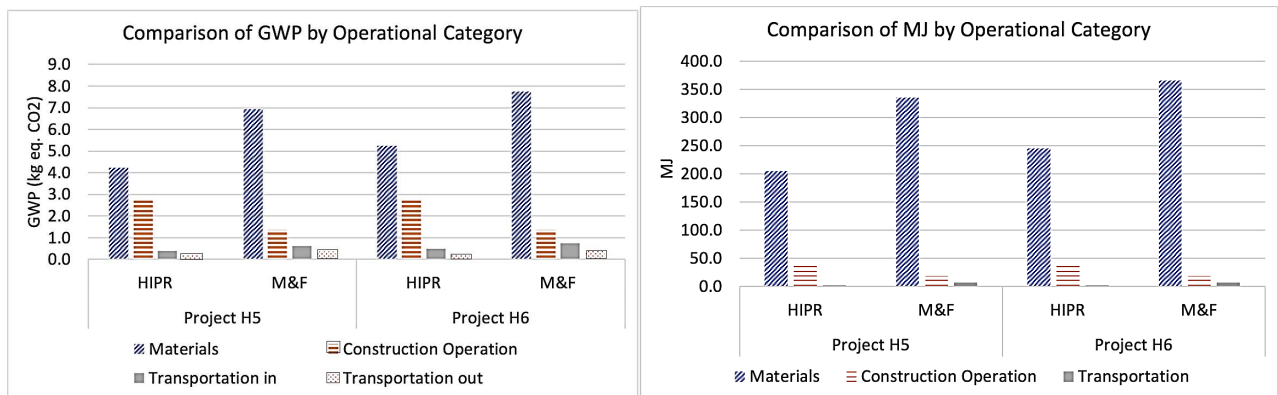 Comparison of GWP by Operational Category
GWP (kg eq. CO2)
9.0
8.0
7.0
6.0
5.0
4.0
3.0
2.0
1.0
0.0
HIPR M&F HIPR M&F
Project H5 Project H6
Materials Construction Operation
Transportation in Transportation out
Comparison of MJ by Operational Category
MJ
400.0
350.0
300.0
250.0
200.0
150.0
100.0
50.0
0.0
HIPR M&F HIPR M&F
Project H5 Project H6
Materials Construction Operation Transportation